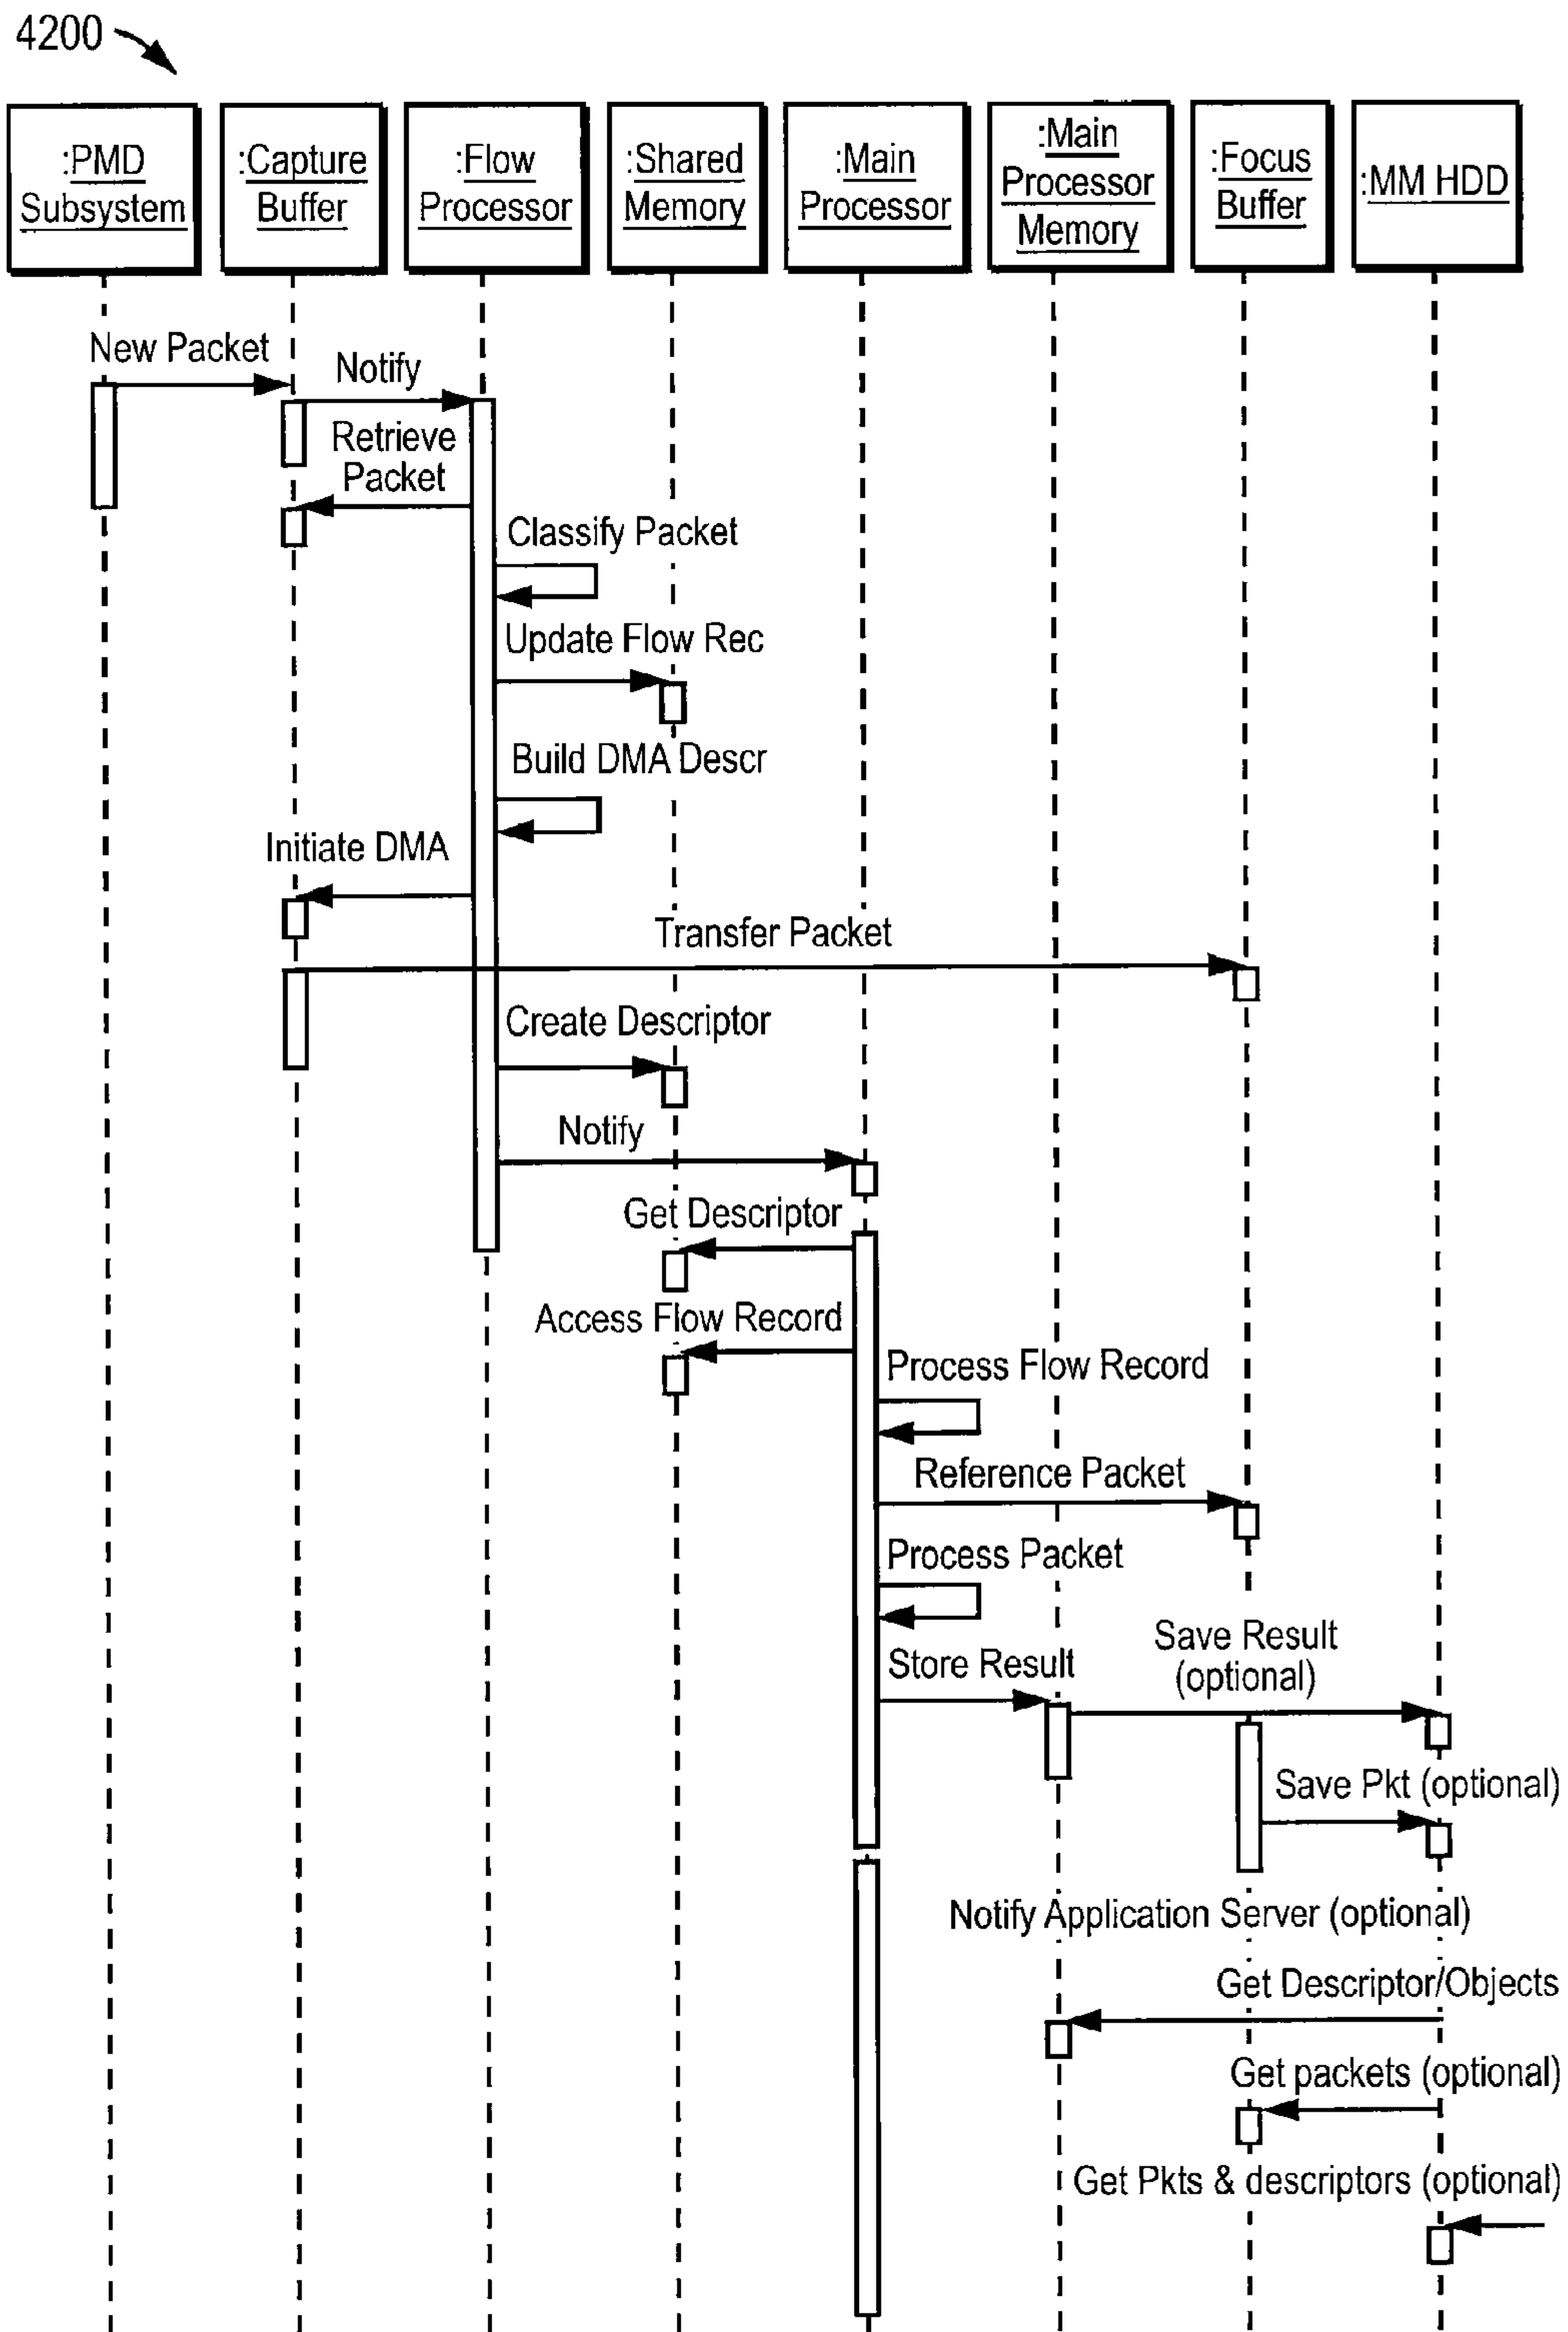 4200
:PMD
Subsystem
:Capture
Buffer
:Flow
Processor
:Shared
Memory
:Main
Processor
:Main
Processor
Memory
:Focus
Buffer
:MM HDD
New Packet
Notify
Retrieve
Packet
Classify Packet
Update Flow Rec
Build DMA Descr
Initiate DMA
Transfer Packet
Create Descriptor
Notify
Get Descriptor
Access Flow Record
Process Flow Record
Reference Packet
Process Packet
Save Result
(optional)
Store Result
Save Pkt (optional)
Notify Application Server (optional)
Get Descriptor/Objects
Get packets (optional)
Get Pkts & descriptors (optional)